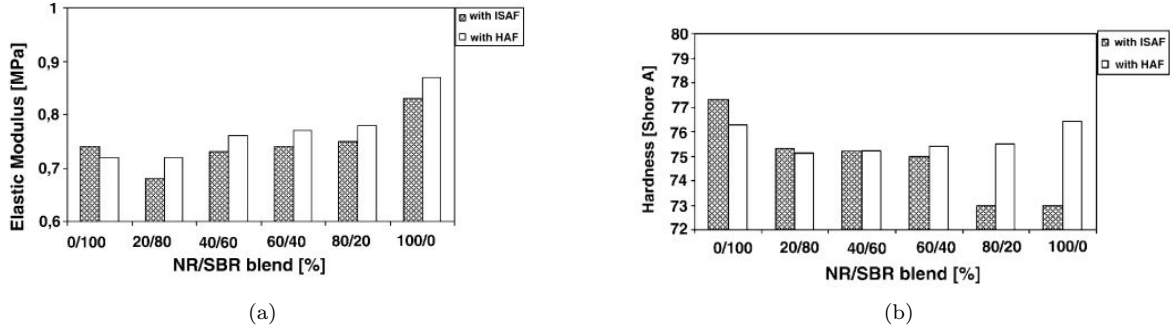 1
0,9
0,8
0,7
0,6
Elastic Modulus [MPa]
0/100 20/80 40/60 60/40 80/20 100/0
NR/SBR blend [%]
with ISAF
with HAF
(a)
80
79
78
77
76
75
74
73
72
Hardness [Shore A]
0/100 20/80 40/60 60/40 80/20 100/0
NR/SBR blend [%]
with ISAF
with HAF
(b)